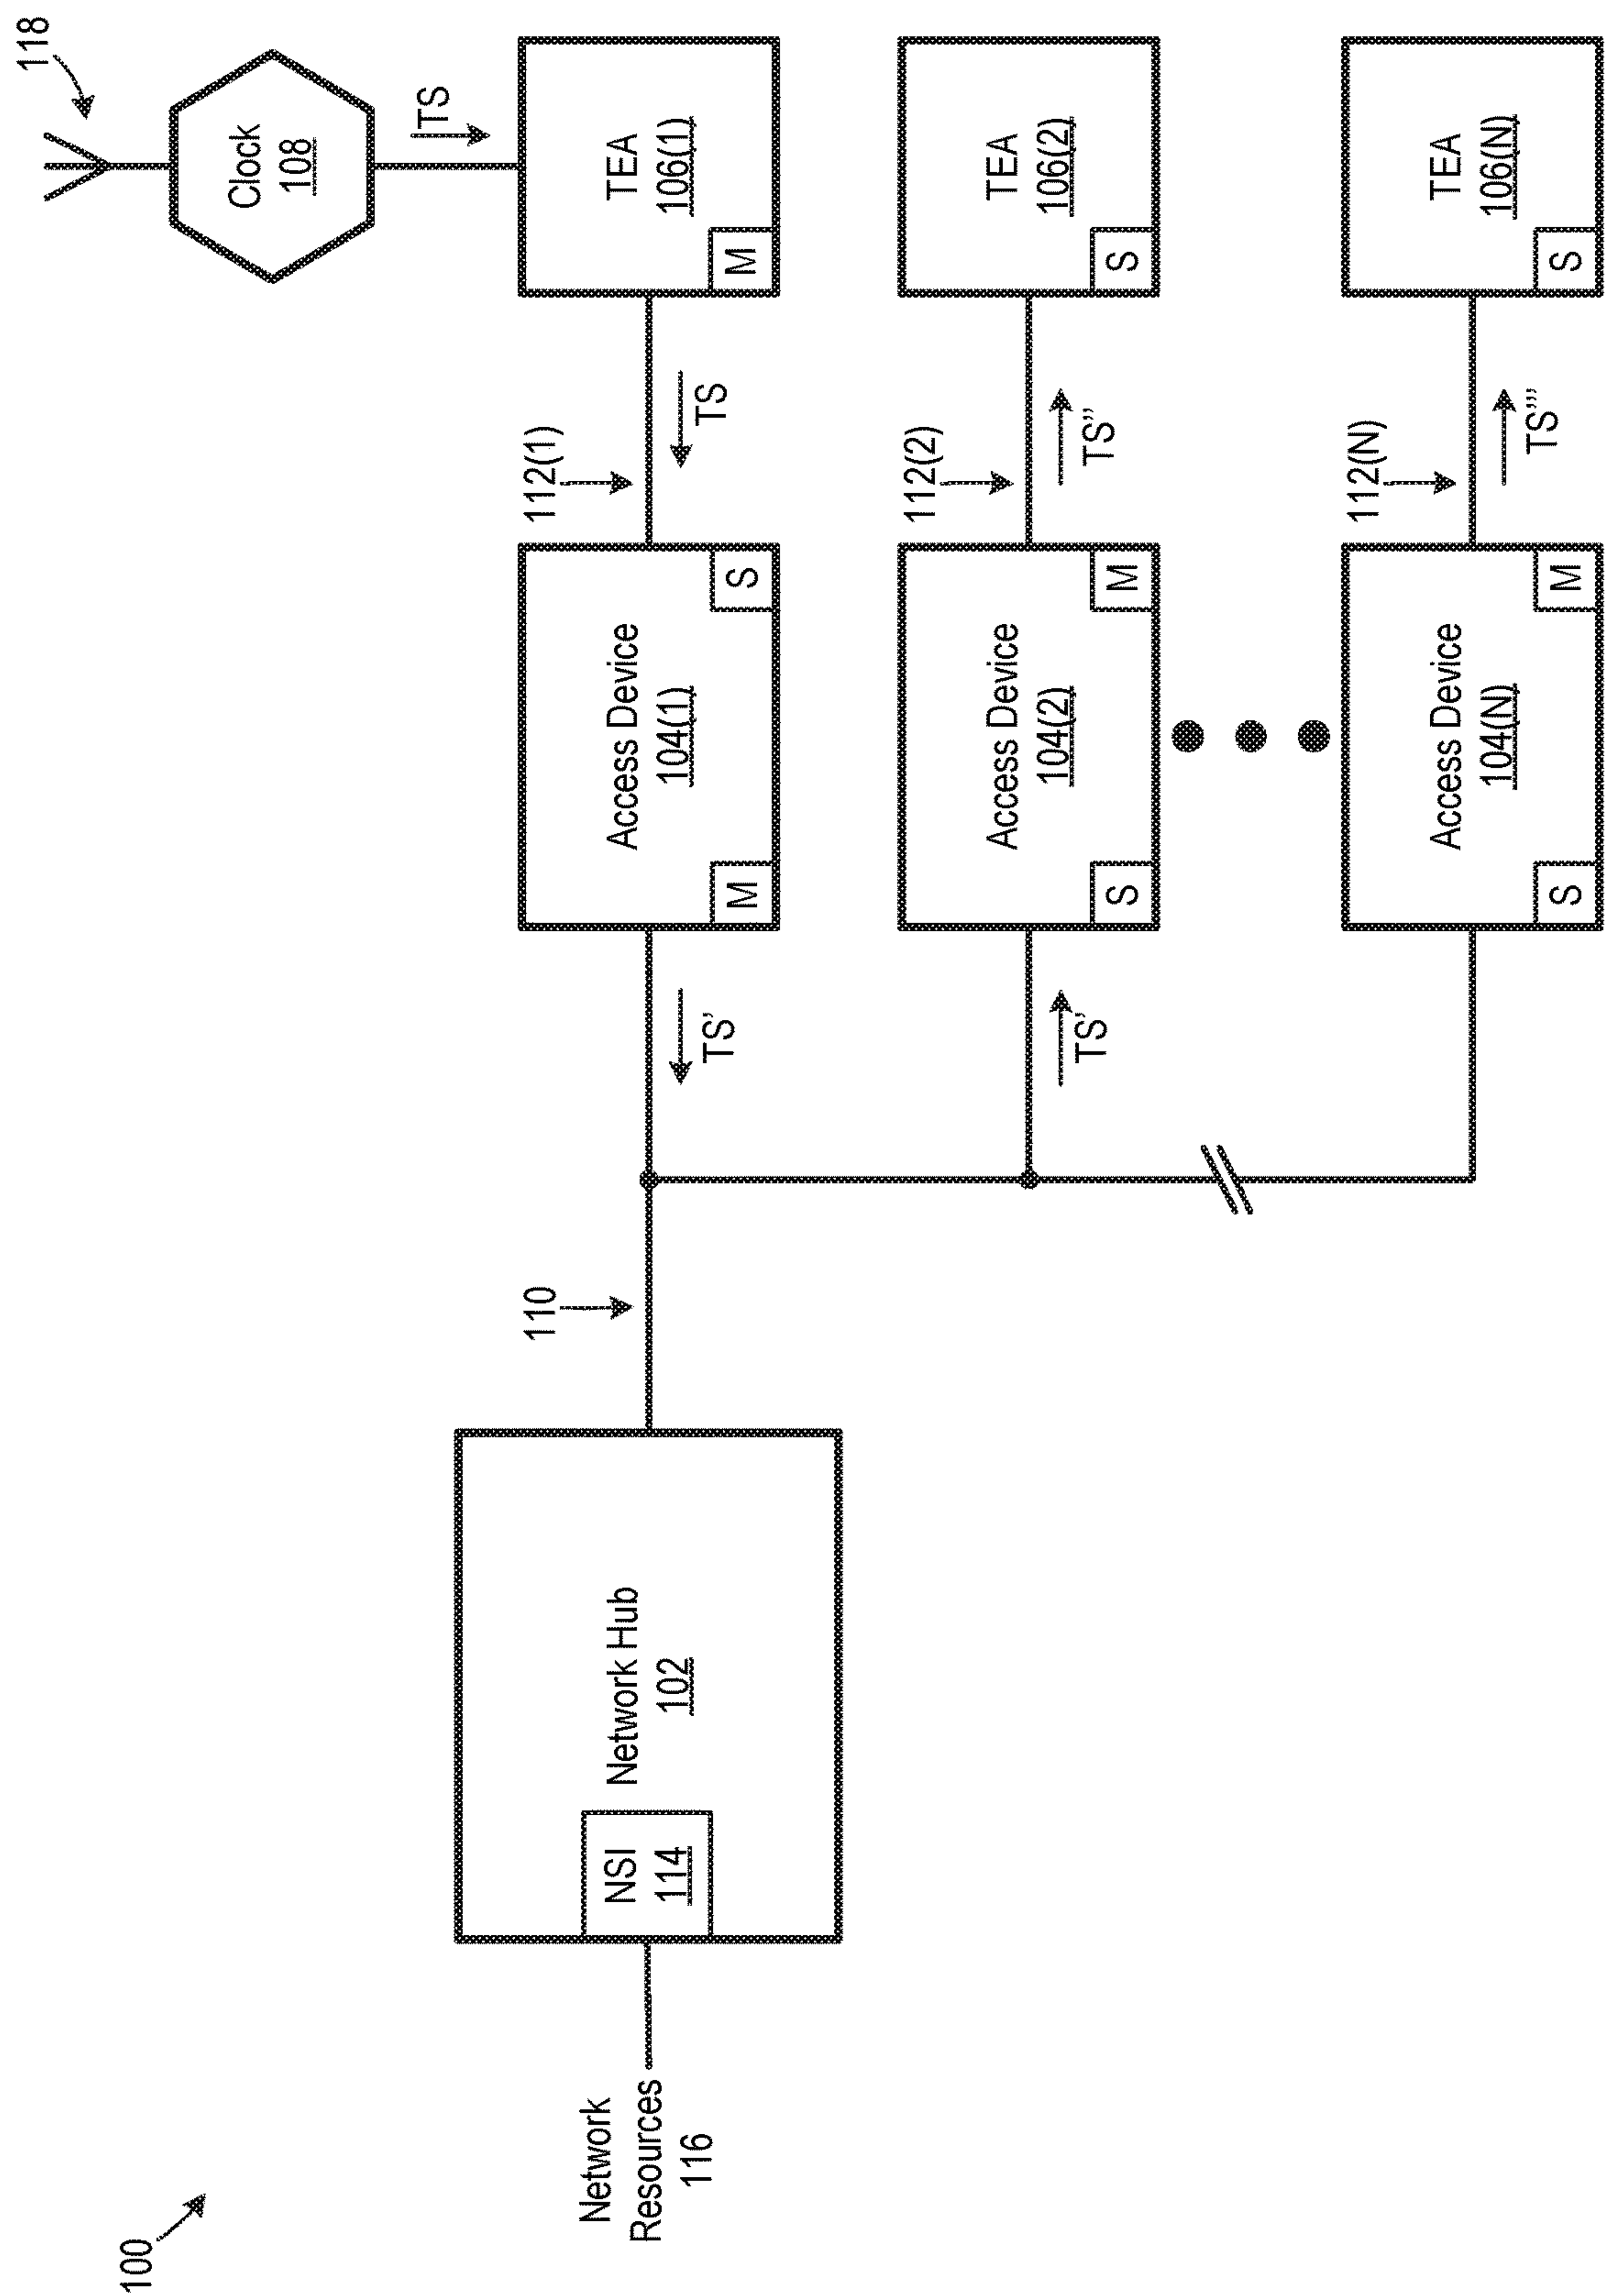 100
Network
Resources
116
NSI
114
Network Hub
102
110
TS'
TS'
Access Device
104(1)
M
S
Access Device
104(2)
S
M
Access Device
104(N)
S
M
112(1)
TS
112(2)
TS''
112(N)
TS'''
TEA
106(1)
M
TEA
106(2)
S
TEA
106(N)
S
TS
Clock
108
118